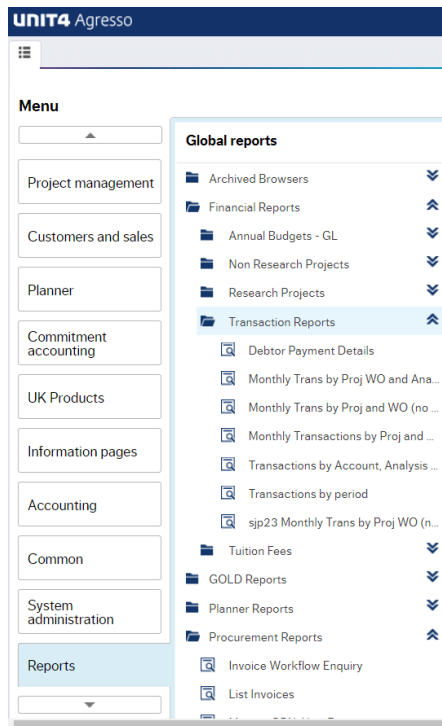 UNIT4 Agresso
Menu
Project management
Customers and sales
Planner
Commitment
accounting
UK Products
Information pages
Accounting
Common
System
administration
Reports
Global reports
Archived Browsers
Financial Reports
Annual Budgets - GL
Non Research Projects
Research Projects
Transaction Reports
Debtor Payment Details
Monthly Trans by Proj WO and Ana...
Monthly Trans by Proj and WO (no ...
Monthly Transactions by Proj and ...
Transactions by Account, Analysis ...
Transactions by period
sjp23 Monthly Trans by Proj WO (n...
Tuition Fees
GOLD Reports
Planner Reports
Procurement Reports
Invoice Workflow Enquiry
List Invoices